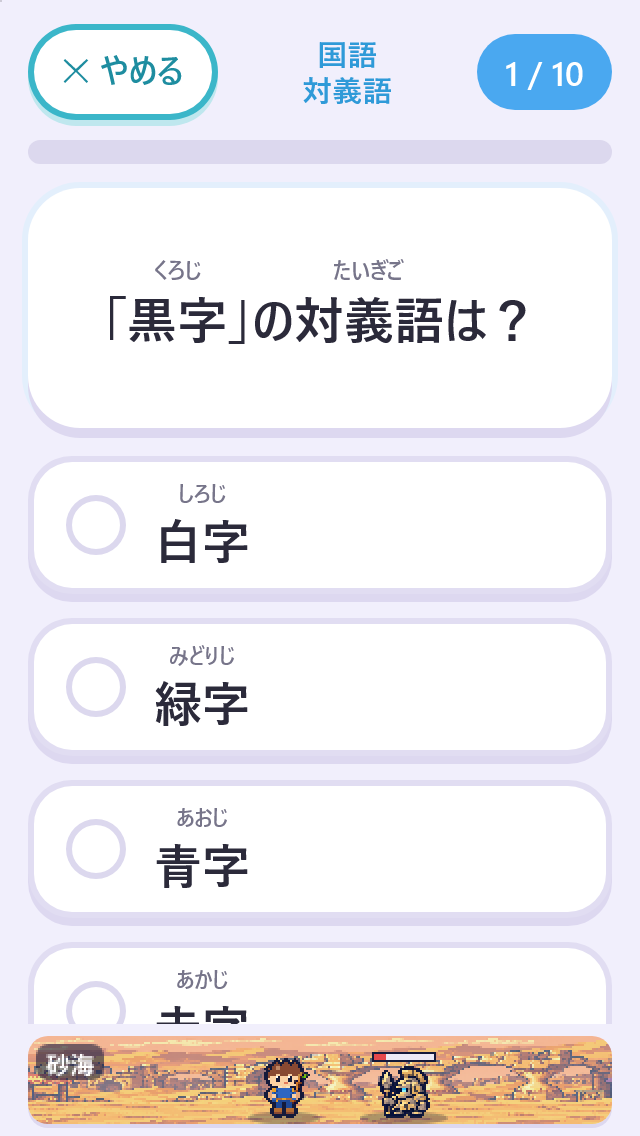 × やめる
国語
対義語
1 / 10
くろじ たいぎご
「黒字」の対義語は？
しろじ
白字
みどりじ
緑字
あおじ
青字
あかじ
赤字
砂海